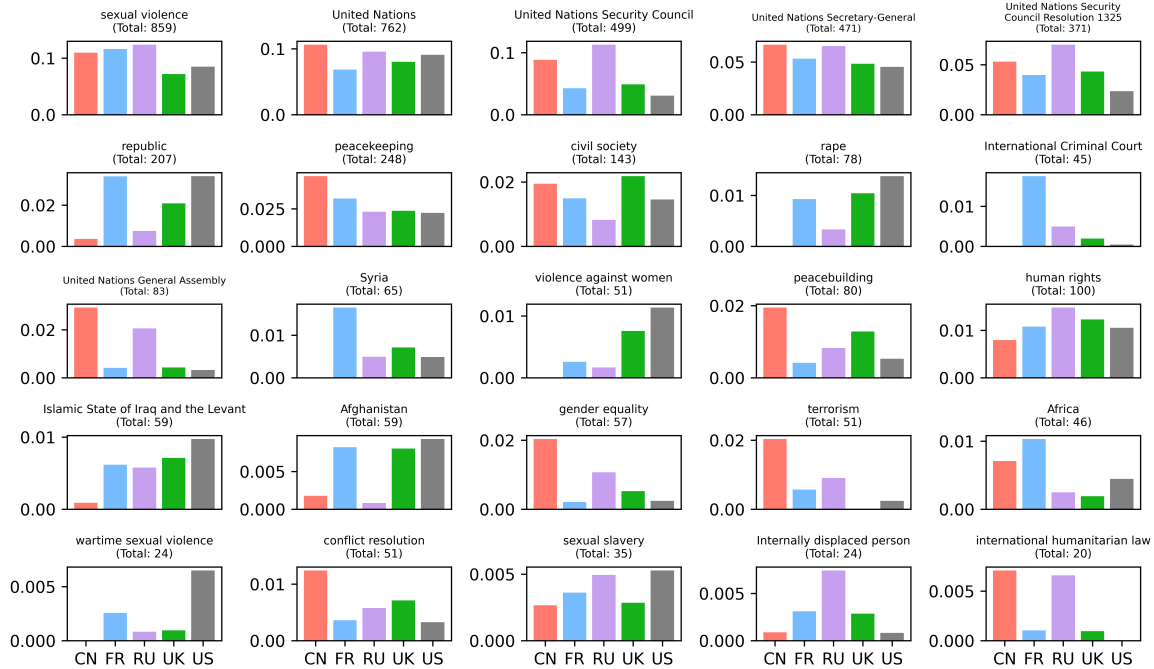 sexual violence
(Total: 859)
0.1
0.0
United Nations
(Total: 762)
0.1
0.0
United Nations Security Council
(Total: 499)
0.1
0.0
United Nations Secretary-General
(Total: 471)
0.05
0.00
United Nations Security
Council Resolution 1325
(Total: 371)
0.05
0.00
republic
(Total: 207)
0.02
0.00
peacekeeping
(Total: 248)
0.025
0.000
civil society
(Total: 143)
0.02
0.00
rape
(Total: 78)
0.01
0.00
International Criminal Court
(Total: 45)
0.01
0.00
United Nations General Assembly
(Total: 83)
0.02
0.00
Syria
(Total: 65)
0.01
0.00
violence against women
(Total: 51)
0.01
0.00
peacebuilding
(Total: 80)
0.02
0.00
human rights
(Total: 100)
0.01
0.00
Islamic State of Iraq and the Levant
(Total: 59)
0.01
0.00
Afghanistan
(Total: 59)
0.005
0.000
gender equality
(Total: 57)
0.02
0.00
terrorism
(Total: 51)
0.02
0.00
Africa
(Total: 46)
0.01
0.00
wartime sexual violence
(Total: 24)
0.005
0.000
CN FR RU UK US
conflict resolution
(Total: 51)
0.01
0.00
CN FR RU UK US
sexual slavery
(Total: 35)
0.005
0.000
CN FR RU UK US
Internally displaced person
(Total: 24)
0.005
0.000
CN FR RU UK US
international humanitarian law
(Total: 20)
0.005
0.000
CN FR RU UK US